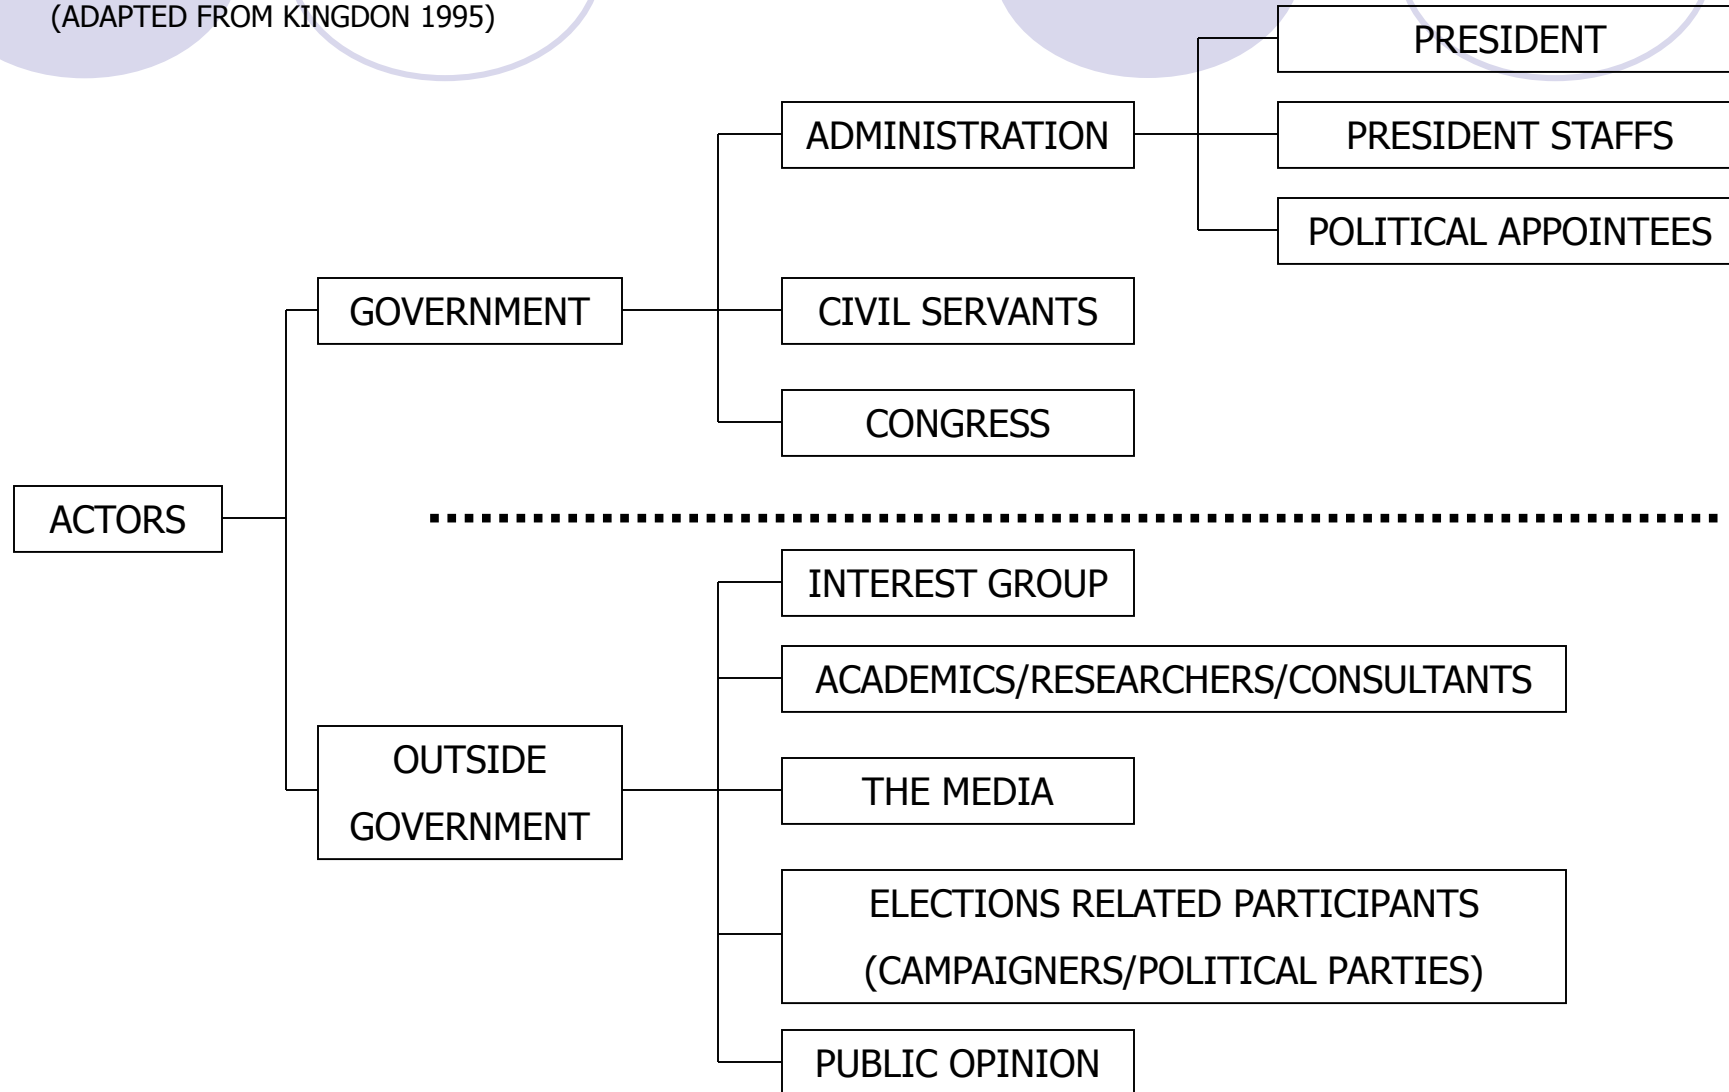 (ADAPTED FROM KINGDON 1995)
PRESIDENT
ADMINISTRATION
PRESIDENT STAFFS
POLITICAL APPOINTEES
GOVERNMENT
CIVIL SERVANTS
CONGRESS
ACTORS
INTEREST GROUP
ACADEMICS/RESEARCHERS/CONSULTANTS
OUTSIDE
GOVERNMENT
THE MEDIA
ELECTIONS RELATED PARTICIPANTS
(CAMPAIGNERS/POLITICAL PARTIES)
PUBLIC OPINION